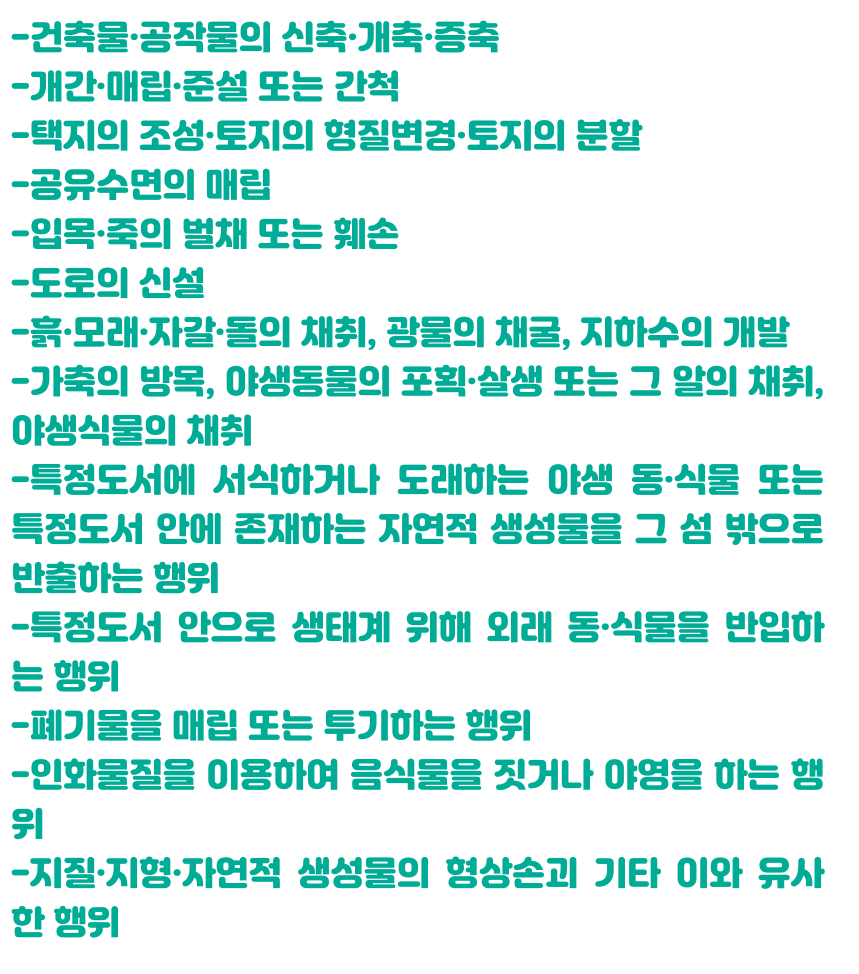 -건축물·공작물의 신축·개축·증축
-개간·매립·준설 또는 간척
-택지의 조성·토지의 형질변경·토지의 분할
-공유수면의 매립
-입목·죽의 벌채 또는 훼손
-도로의 신설
-흙·모래·자갈·돌의 채취, 광물의 채굴, 지하수의 개발
-가축의 방목, 야생동물의 포획·살생 또는 그 알의 채취,
야생식물의 채취
-특정도서에 서식하거나 도래하는 야생 동·식물 또는
특정도서 안에 존재하는 자연적 생성물을 그 섬 밖으로
반출하는 행위
-특정도서 안으로 생태계 위해 외래 동·식물을 반입하
는 행위
-폐기물을 매립 또는 투기하는 행위
-인화물질을 이용하여 음식물을 짓거나 야영을 하는 행
위
-지질·지형·자연적 생성물의 형상손괴 기타 이와 유사
한 행위